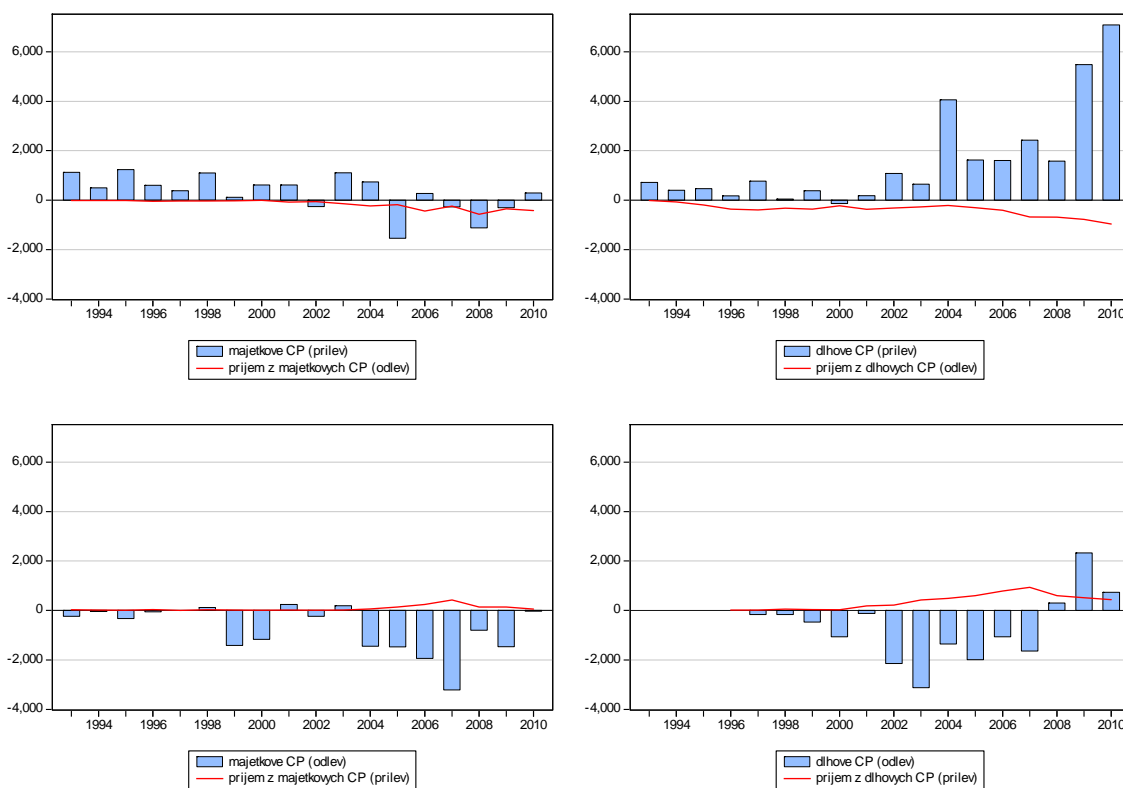 6,000
4,000
2,000
0
-2,000
-4,000
1994 1996 1998 2000 2002 2004 2006 2008 2010
majetkove CP (prilev)
prijem z majetkovych CP (odlev)
6,000
4,000
2,000
0
-2,000
-4,000
1994 1996 1998 2000 2002 2004 2006 2008 2010
dlhove CP (prilev)
prijem z dlhovych CP (odlev)
6,000
4,000
2,000
0
-2,000
-4,000
1994 1996 1998 2000 2002 2004 2006 2008 2010
majetkove CP (odlev)
prijem z majetkovych CP (prilev)
6,000
4,000
2,000
0
-2,000
-4,000
1994 1996 1998 2000 2002 2004 2006 2008 2010
dlhove CP (odlev)
prijem z dlhovych CP (prilev)